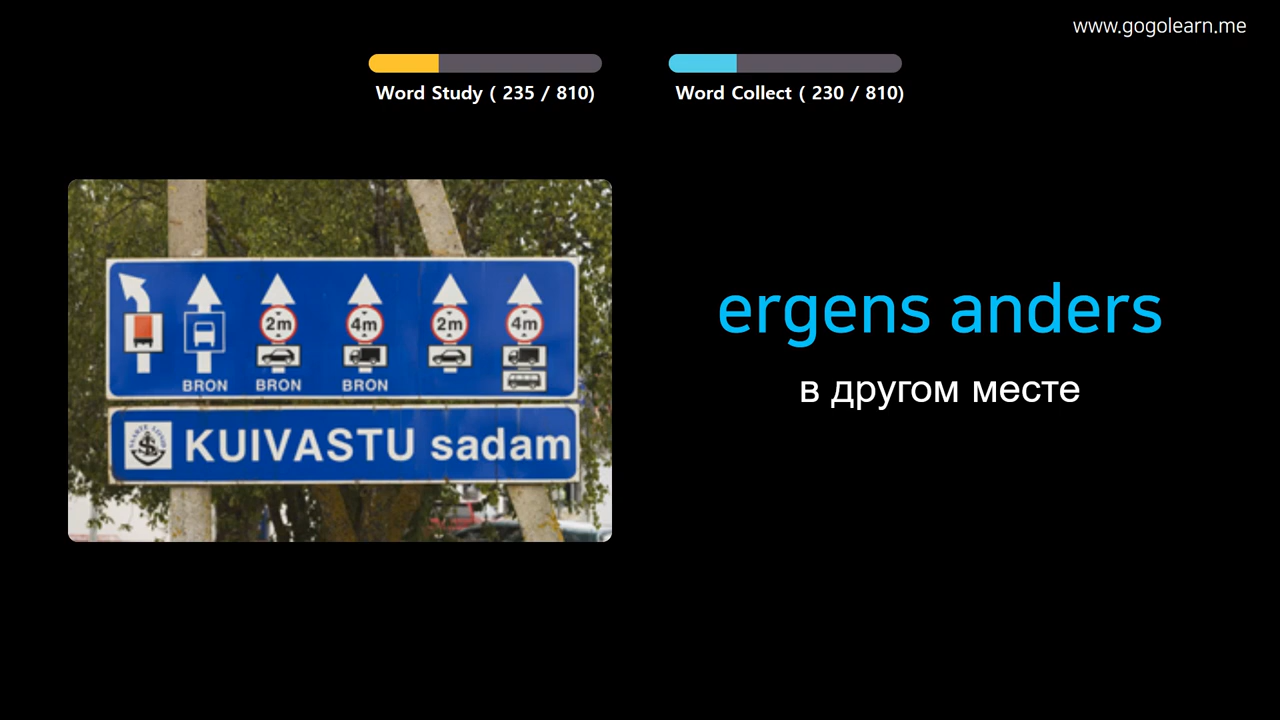 www.gogolearn.me
Word Study ( 235 / 810)
Word Collect ( 230 / 810)
2m
4m
2m
4m
BRON
BRON
BRON
KUIVASTU sadam
ergens anders
в другом месте